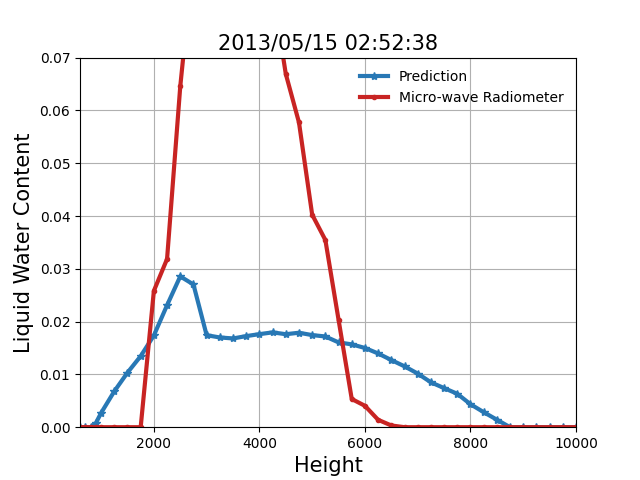 2013/05/15 02:52:38
Prediction
Micro-wave Radiometer
Liquid Water Content
0.07
0.06
0.05
0.04
0.03
0.02
0.01
0.00
2000 4000 6000 8000 10000
Height